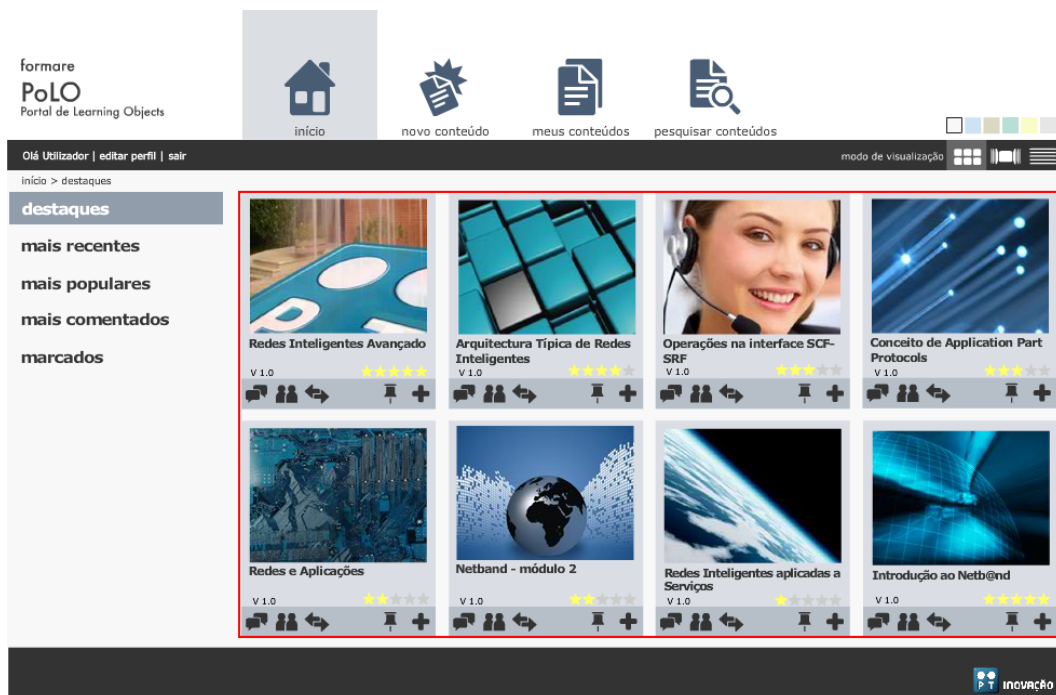 formare
PoLO
Portal de Learning Objects
início
novo conteúdo
meus conteúdos
pesquisar conteúdos
Olá Utilizador | editar perfil | sair
modo de visualização
início > destaques
destaques
mais recentes
mais populares
mais comentados
marcados
Redes Inteligentes Avançado
V 1.0
Arquitectura Típica de Redes
Inteligentes
V 1.0
Operações na interface SCF-
SRF
V 1.0
Conceito de Application Part
Protocols
V 1.0
Redes e Aplicações
V 1.0
Netband - módulo 2
V 1.0
Redes Inteligentes aplicadas a
Serviços
V 1.0
Introdução ao Netb@nd
V 1.0
PT inovação